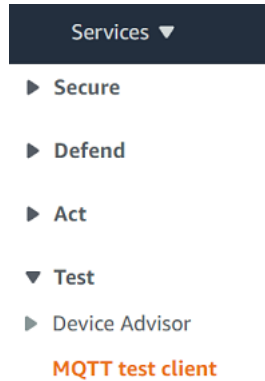 Services
Secure
Defend
Act
Test
Device Advisor
MQTT test client